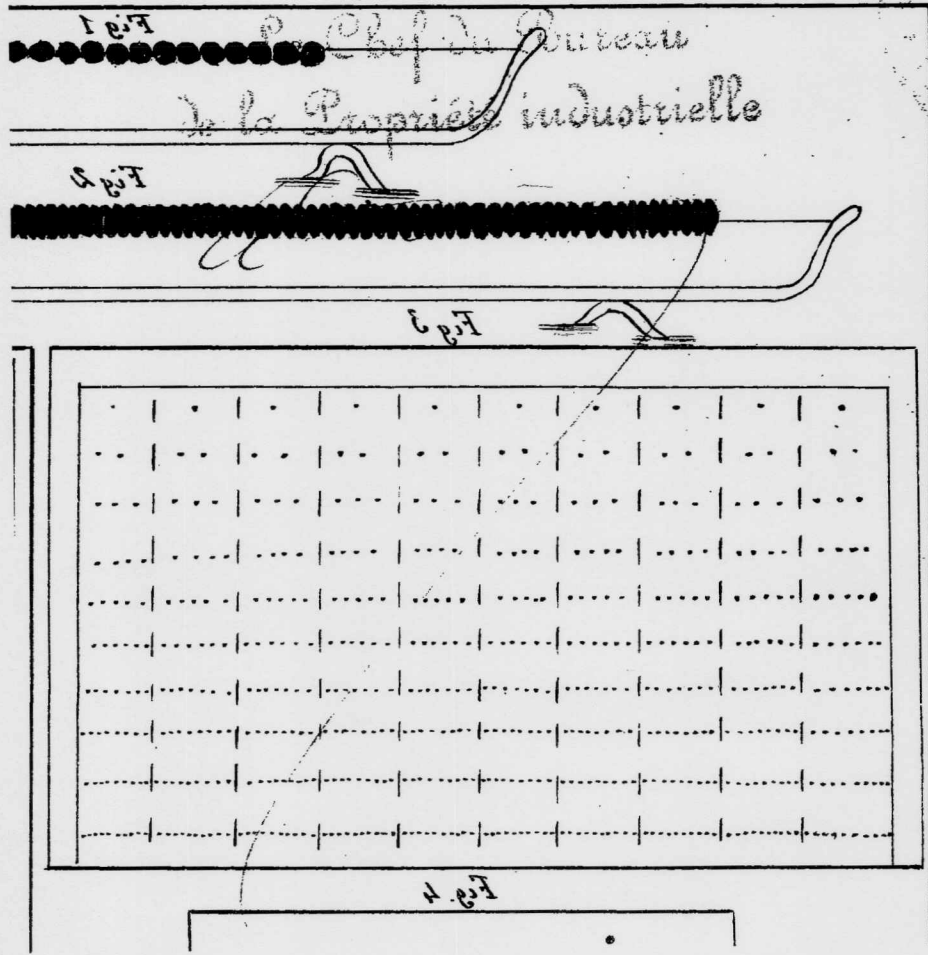 Fig 1
Le Chef du Bureau
de la Propriété industrielle
Fig 2
Fig 3
Fig. 4